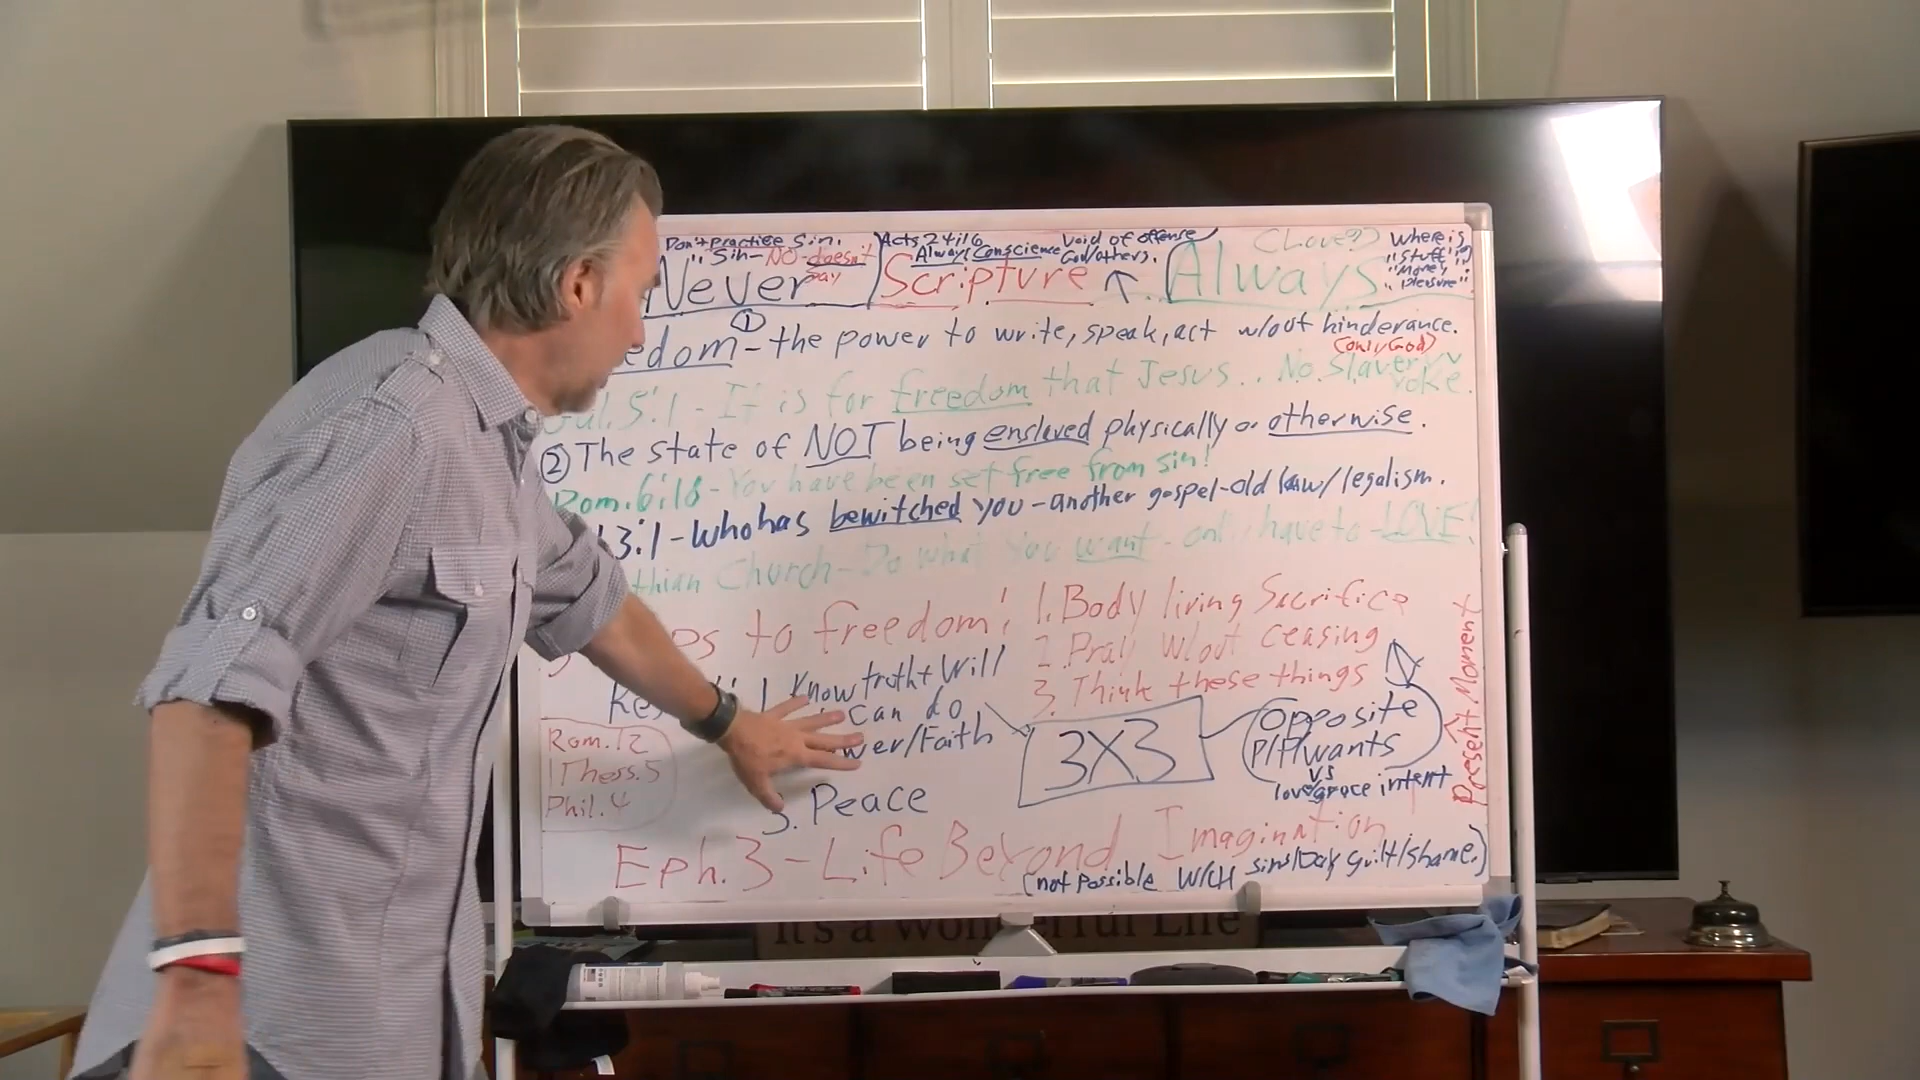 Don't practice Sin.
" Sin-NO-doesn't pay
Never
Acts 24:16 void of offense
Always Conscience God/others.
Scripture ↑
(Love?)
Always
Where is
"Stuff"?
"Money"
"pleasure"
edom ① - the power to write, speak, act w/out hinderance.
(only God)
Gal. 5:1 - It is for freedom that Jesus.. No Slavery Yoke.
② The state of NOT being enslaved physically or otherwise.
Rom. 6:18 - You have been set free from sin!
3:1 - who has bewitched you - another gospel - old law/legalism.
thian Church - Do what you want - only have to - LOVE!
ps to freedom:
1. Body living Sacrifice
2. Pray w/out ceasing
3. Think these things
Know truth + Will
Can do
wer/Faith
3. Peace
3X3
Opposite
P/F/wants
vs
love grace intent
Present Moment
Rom. 12
1 Thess. 5
Phil. 4
Eph. 3 - Life Beyond Imagination
(not possible w/CH sins/Day guilt/shame.)
It's a Wonderful Life